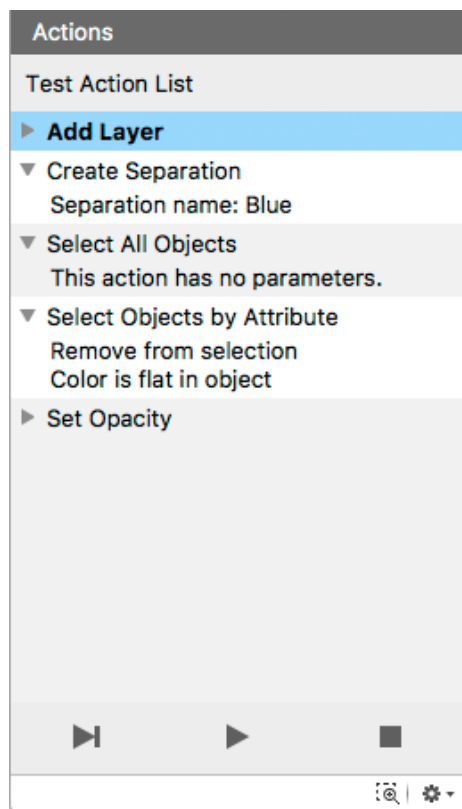 Actions
Test Action List
Add Layer
Create Separation
Separation name: Blue
Select All Objects
This action has no parameters.
Select Objects by Attribute
Remove from selection
Color is flat in object
Set Opacity